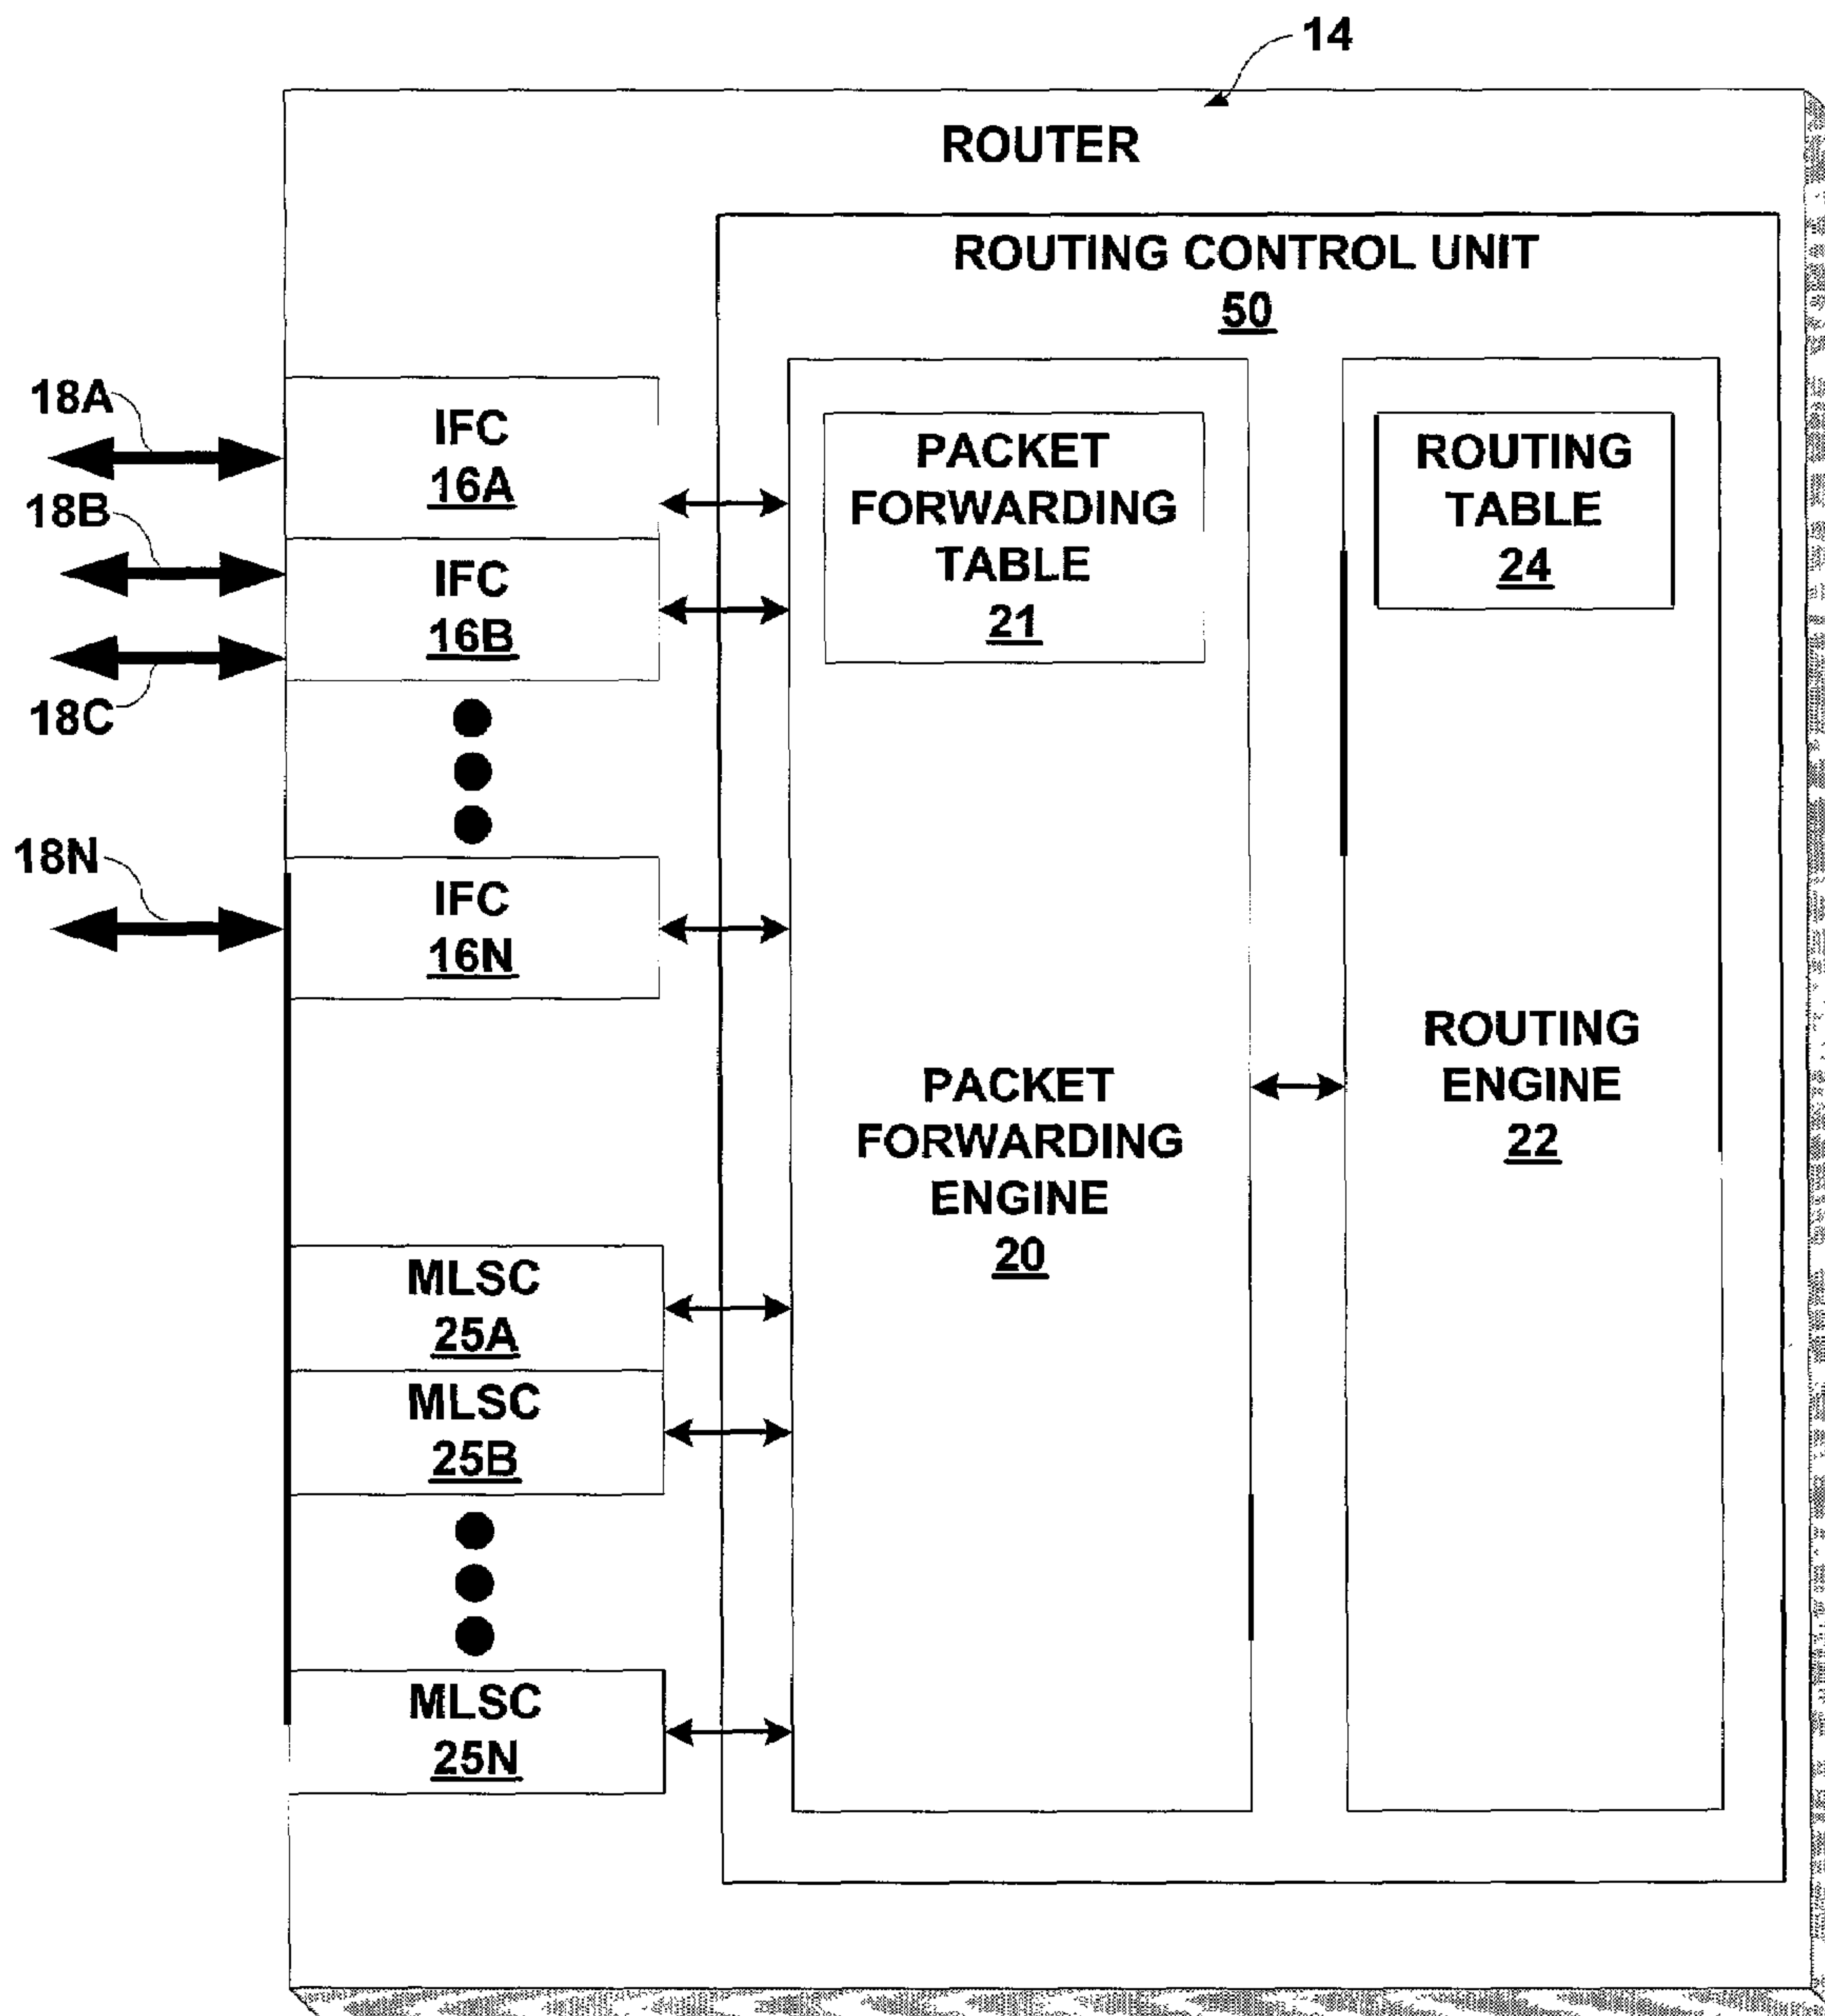 14
ROUTER
ROUTING CONTROL UNIT
50
18A
18B
18C
18N
IFC
16A
IFC
16B
IFC
16N
MLSC
25A
MLSC
25B
MLSC
25N
PACKET
FORWARDING
TABLE
21
PACKET
FORWARDING
ENGINE
20
ROUTING
TABLE
24
ROUTING
ENGINE
22